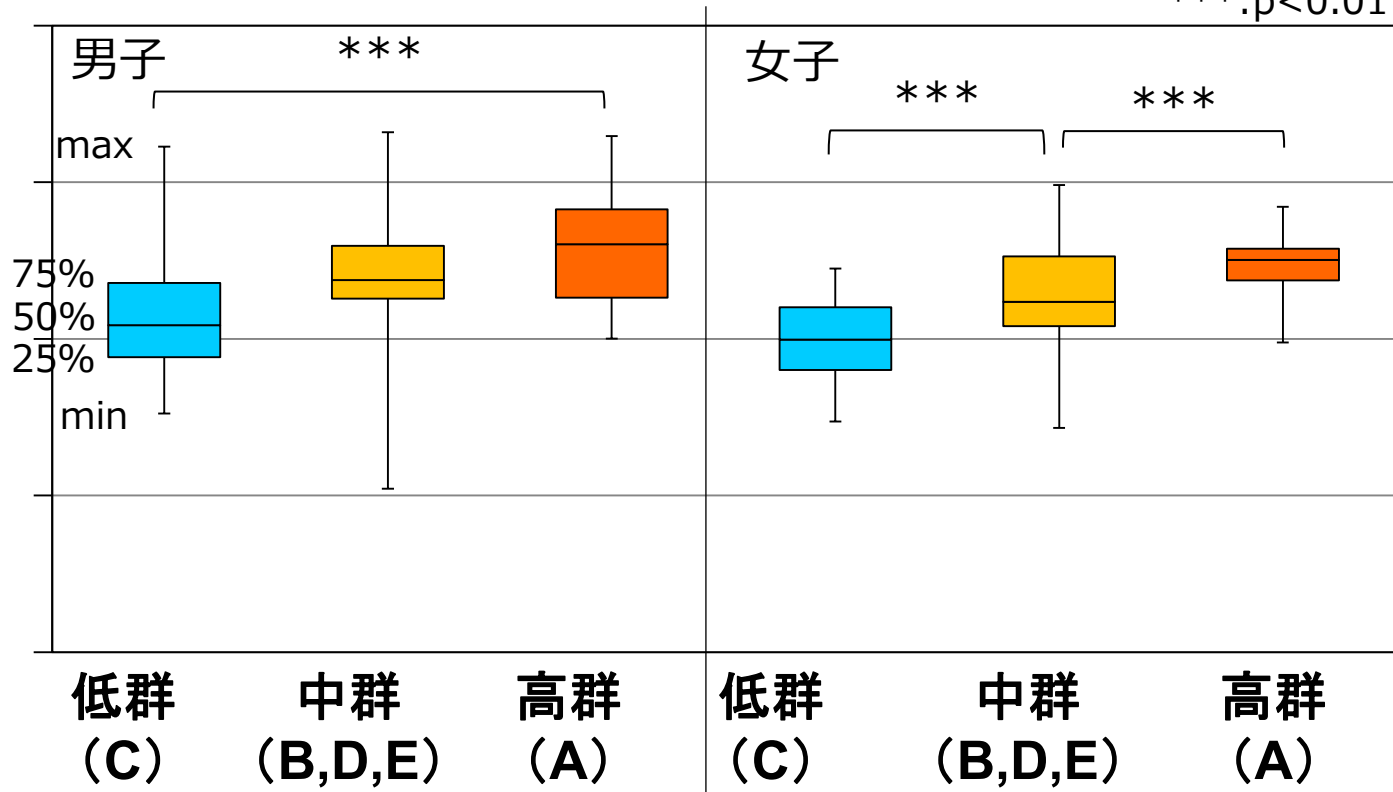 ***:p<0.01
男子
***
女子
***
***
max
75%
50%
25%
min
低群
中群
高群
低群
中群
高群
（C）
（B,D,E）
（A）
（C）
（B,D,E）
（A）